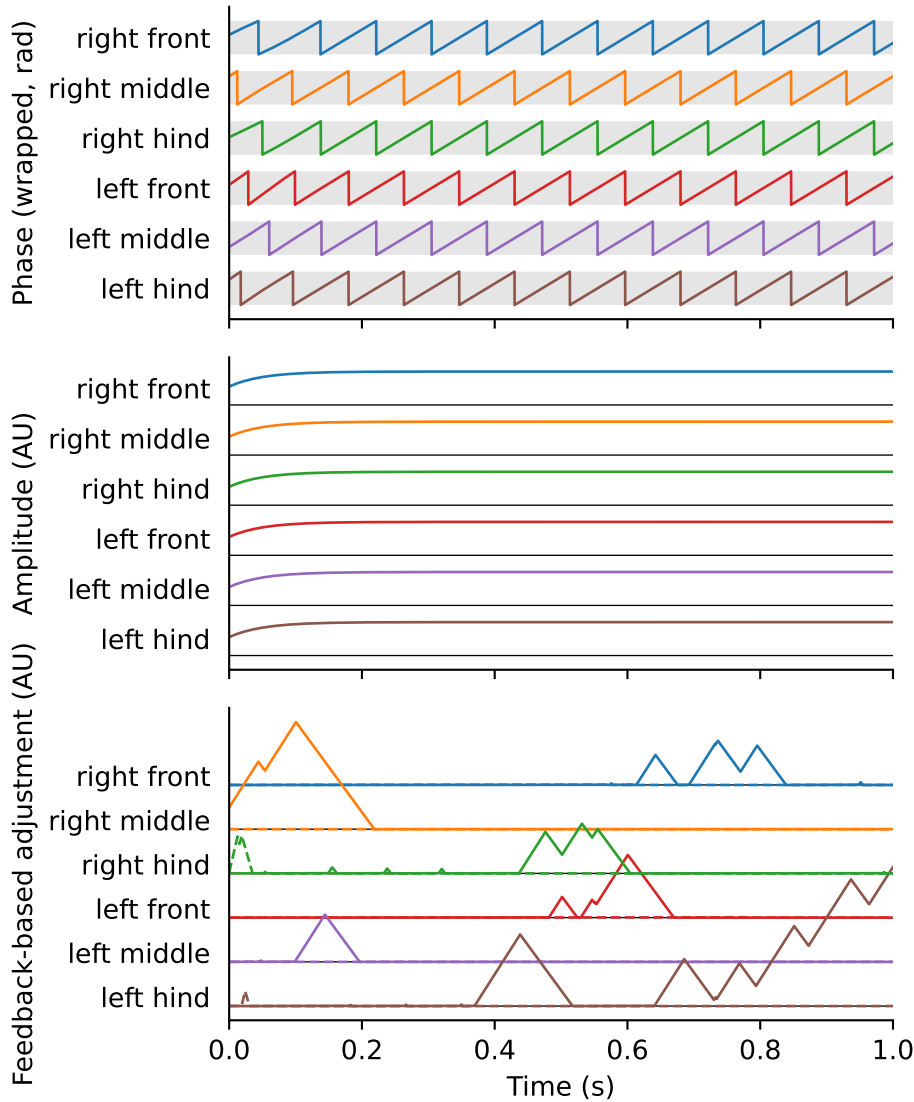 Phase (wrapped, rad)
right front
right middle
right hind
left front
left middle
left hind
Amplitude (AU)
right front
right middle
right hind
left front
left middle
left hind
Feedback-based adjustment (AU)
right front
right middle
right hind
left front
left middle
left hind
0.0 0.2 0.4 0.6 0.8 1.0
Time (s)